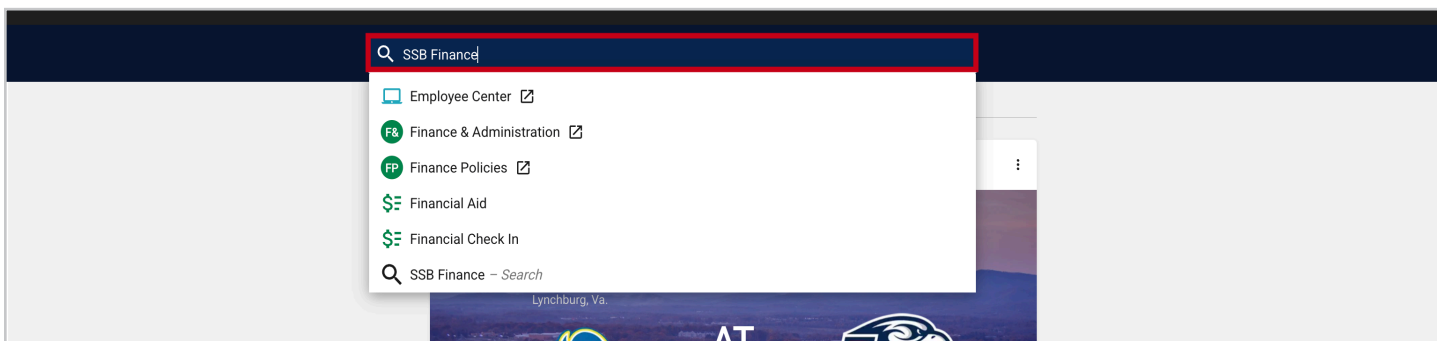 SSB Finance
Employee Center
F& Finance & Administration
FP Finance Policies
Financial Aid
Financial Check In
SSB Finance – Search
Lynchburg, Va.
AT